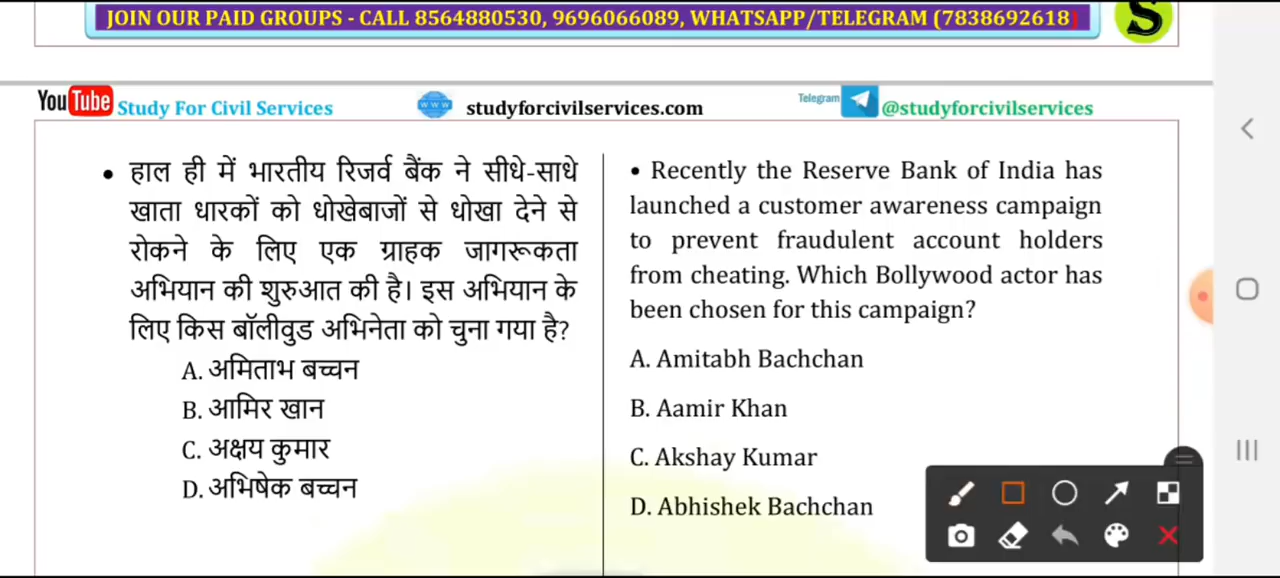 JOIN OUR PAID GROUPS - CALL 8564880530, 9696066089, WHATSAPP/TELEGRAM (7838692618)
S
YouTube Study For Civil Services
www studyforcivilservices.com
Telegram @studyforcivilservices
• हाल ही में भारतीय रिजर्व बैंक ने सीधे-साधे
खाता धारकों को धोखेबाजों से धोखा देने से
रोकने के लिए एक ग्राहक जागरूकता
अभियान की शुरुआत की है। इस अभियान के
लिए किस बॉलीवुड अभिनेता को चुना गया है?
A. अमिताभ बच्चन
B. आमिर खान
C. अक्षय कुमार
D. अभिषेक बच्चन
• Recently the Reserve Bank of India has
launched a customer awareness campaign
to prevent fraudulent account holders
from cheating. Which Bollywood actor has
been chosen for this campaign?
A. Amitabh Bachchan
B. Aamir Khan
C. Akshay Kumar
D. Abhishek Bachchan